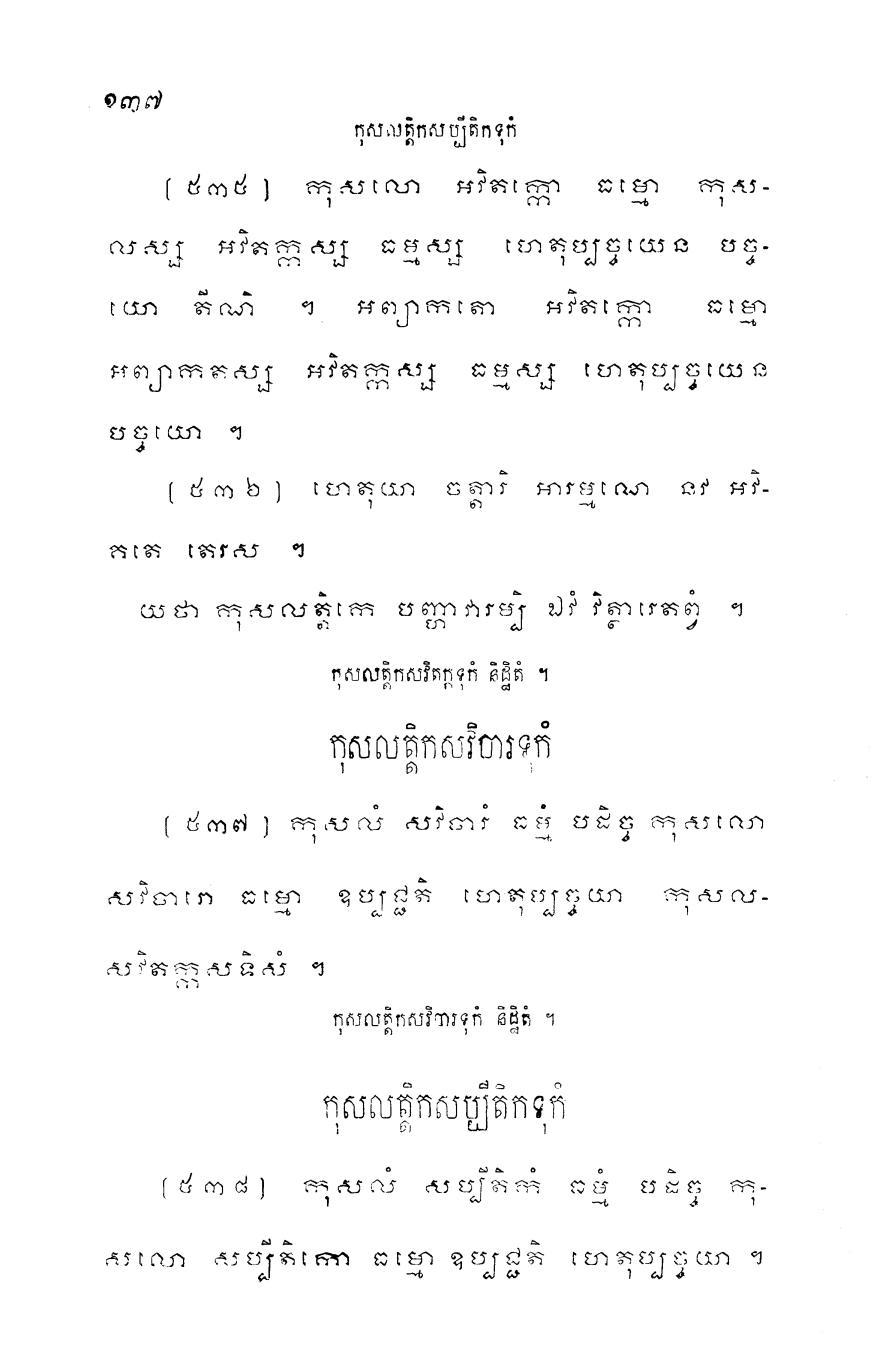 ១៣៧
កុសលត្តិកសប្បីតិកទុកំ
[ ៥៣៥ ] កុសលោ អវិតក្កោ ធម្មោ កុស-
លស្ស អវិតក្កស្ស ធម្មស្ស ហេតុប្បច្ចយេន បច្ច-
យោ តីណិ ។ អព្យាកតោ អវិតក្កោ ធម្មោ
អព្យាកតស្ស អវិតក្កស្ស ធម្មស្ស ហេតុប្បច្ចយេន
បច្ចយោ ។
[ ៥៣៦ ] ហេតុយា ចត្តារិ អារម្មណេ នវ អវិ-
កតេ តេរស ។
យថា កុសលត្តិកេ បញ្ហាវារម្បិ ឯវំ វិត្ថារេតព្វំ ។
កុសលត្តិកសវិតក្កទុកំ និដ្ឋិតំ ។
កុសលត្តិកសវិចារទុកំ
[ ៥៣៧ ] កុសលំ សវិចារំ ធម្មំ បដិច្ច កុសលោ
សវិចារោ ធម្មោ ឧប្បជ្ជតិ ហេតុប្បច្ចយា កុសល-
សវិតក្កសទិសំ ។
កុសលត្តិកសវិចារទុកំ និដ្ឋិតំ ។
កុសលត្តិកសប្បីតិកទុកំ
[ ៥៣៨ ] កុសលំ សប្បីតិកំ ធម្មំ បដិច្ច កុ-
សលោ សប្បីតិកោ ធម្មោ ឧប្បជ្ជតិ ហេតុប្បច្ចយា ។